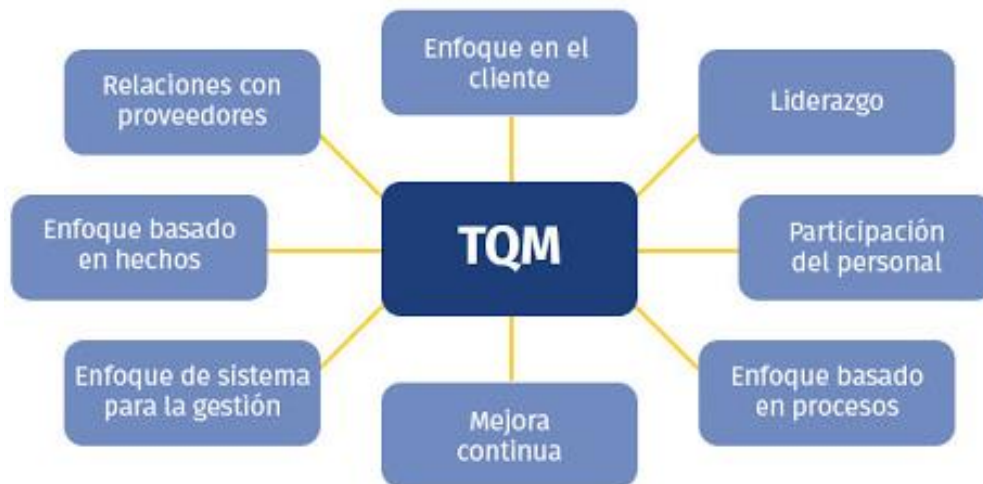 Enfoque en el
cliente
Relaciones con
proveedores
Liderazgo
Enfoque basado
en hechos
TQM
Participación
del personal
Enfoque de sistema
para la gestión
Mejora
continua
Enfoque basado
en procesos